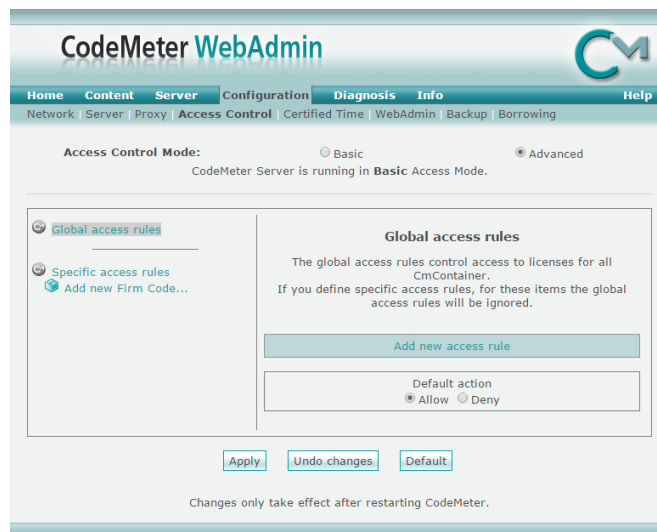 CodeMeter WebAdmin
Home Content Server Configuration Diagnosis Info Help
Network | Server | Proxy | Access Control | Certified Time | WebAdmin | Backup | Borrowing
Access Control Mode: Basic Advanced
CodeMeter Server is running in Basic Access Mode.
Global access rules
Specific access rules
Add new Firm Code...
Global access rules
The global access rules control access to licenses for all
CmContainer.
If you define specific access rules, for these items the global
access rules will be ignored.
Add new access rule
Default action
Allow Deny
Apply Undo changes Default
Changes only take effect after restarting CodeMeter.